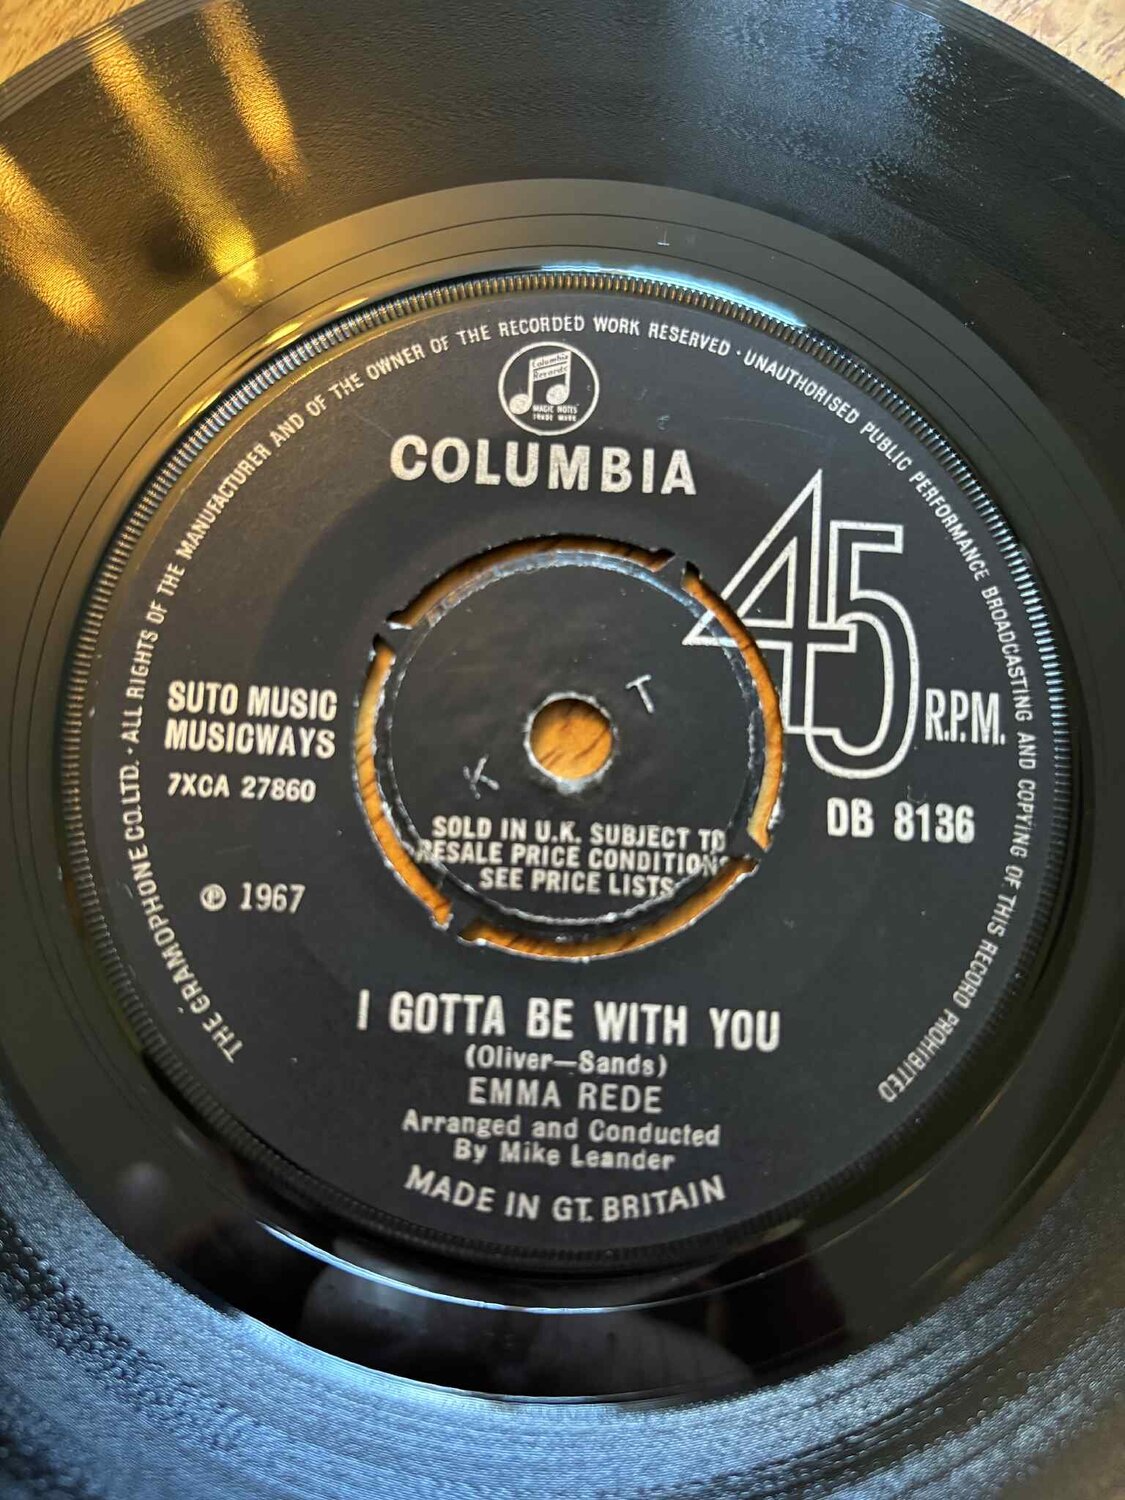 THE GRAMOPHONE CO. LTD. · ALL RIGHTS OF THE MANUFACTURER AND OF THE OWNER OF THE RECORDED WORK RESERVED · UNAUTHORISED PUBLIC PERFORMANCE BROADCASTING AND COPYING OF THIS RECORD PROHIBITED
Columbia
Records
MAGIC NOTES
TRADE MARK
COLUMBIA
45
R.P.M.
SUTO MUSIC
MUSICWAYS
7XCA 27860
DB 8136
K T
SOLD IN U.K. SUBJECT TO
RESALE PRICE CONDITIONS
SEE PRICE LISTS
℗ 1967
I GOTTA BE WITH YOU
(Oliver—Sands)
EMMA REDE
Arranged and Conducted
By Mike Leander
MADE IN GT. BRITAIN